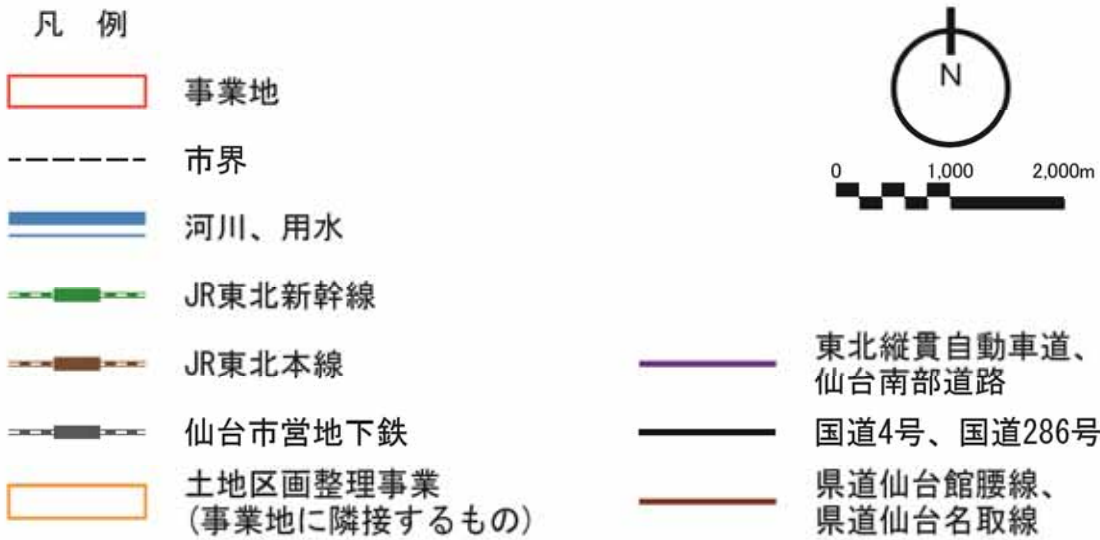 凡 例
事業地
市界
河川、用水
JR東北新幹線
JR東北本線
仙台市営地下鉄
土地区画整理事業
(事業地に隣接するもの)
N
0 1,000 2,000m
東北縦貫自動車道、
仙台南部道路
国道4号、国道286号
県道仙台館腰線、
県道仙台名取線